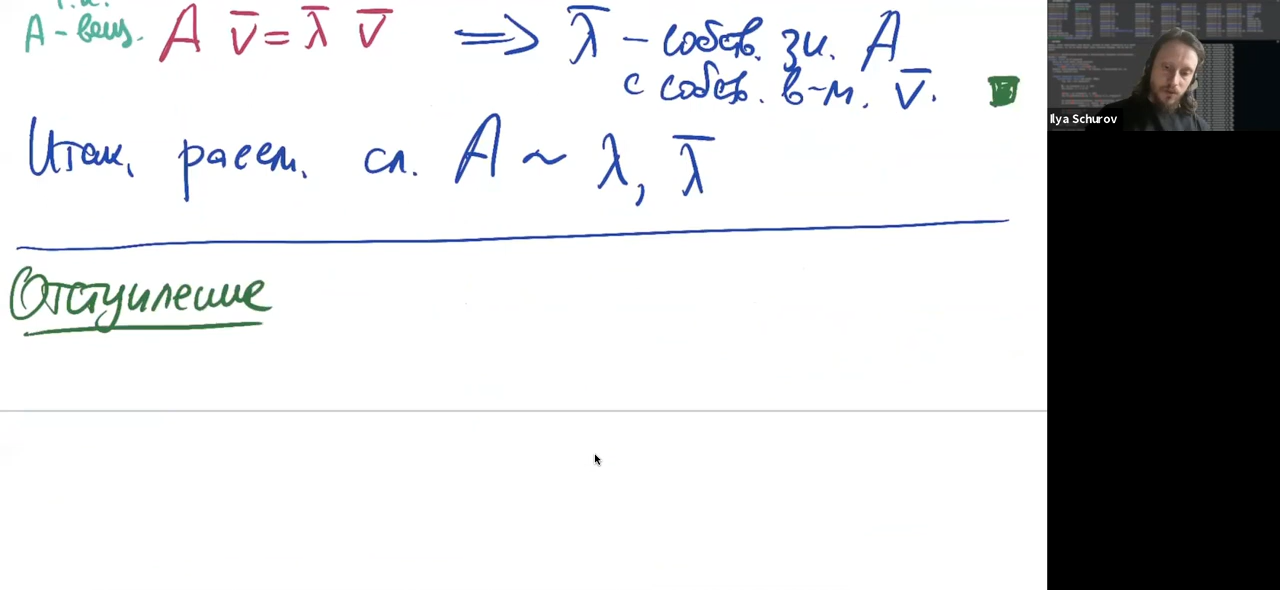 т.к.
А-вещ. A v̅ = λ̅ v̅ ⟹ λ̅ – собств. зн. A
с собств. в-м. v̅.
Итак, рассм. сл. A ~ λ, λ̅
Отступление
Ilya Schurov